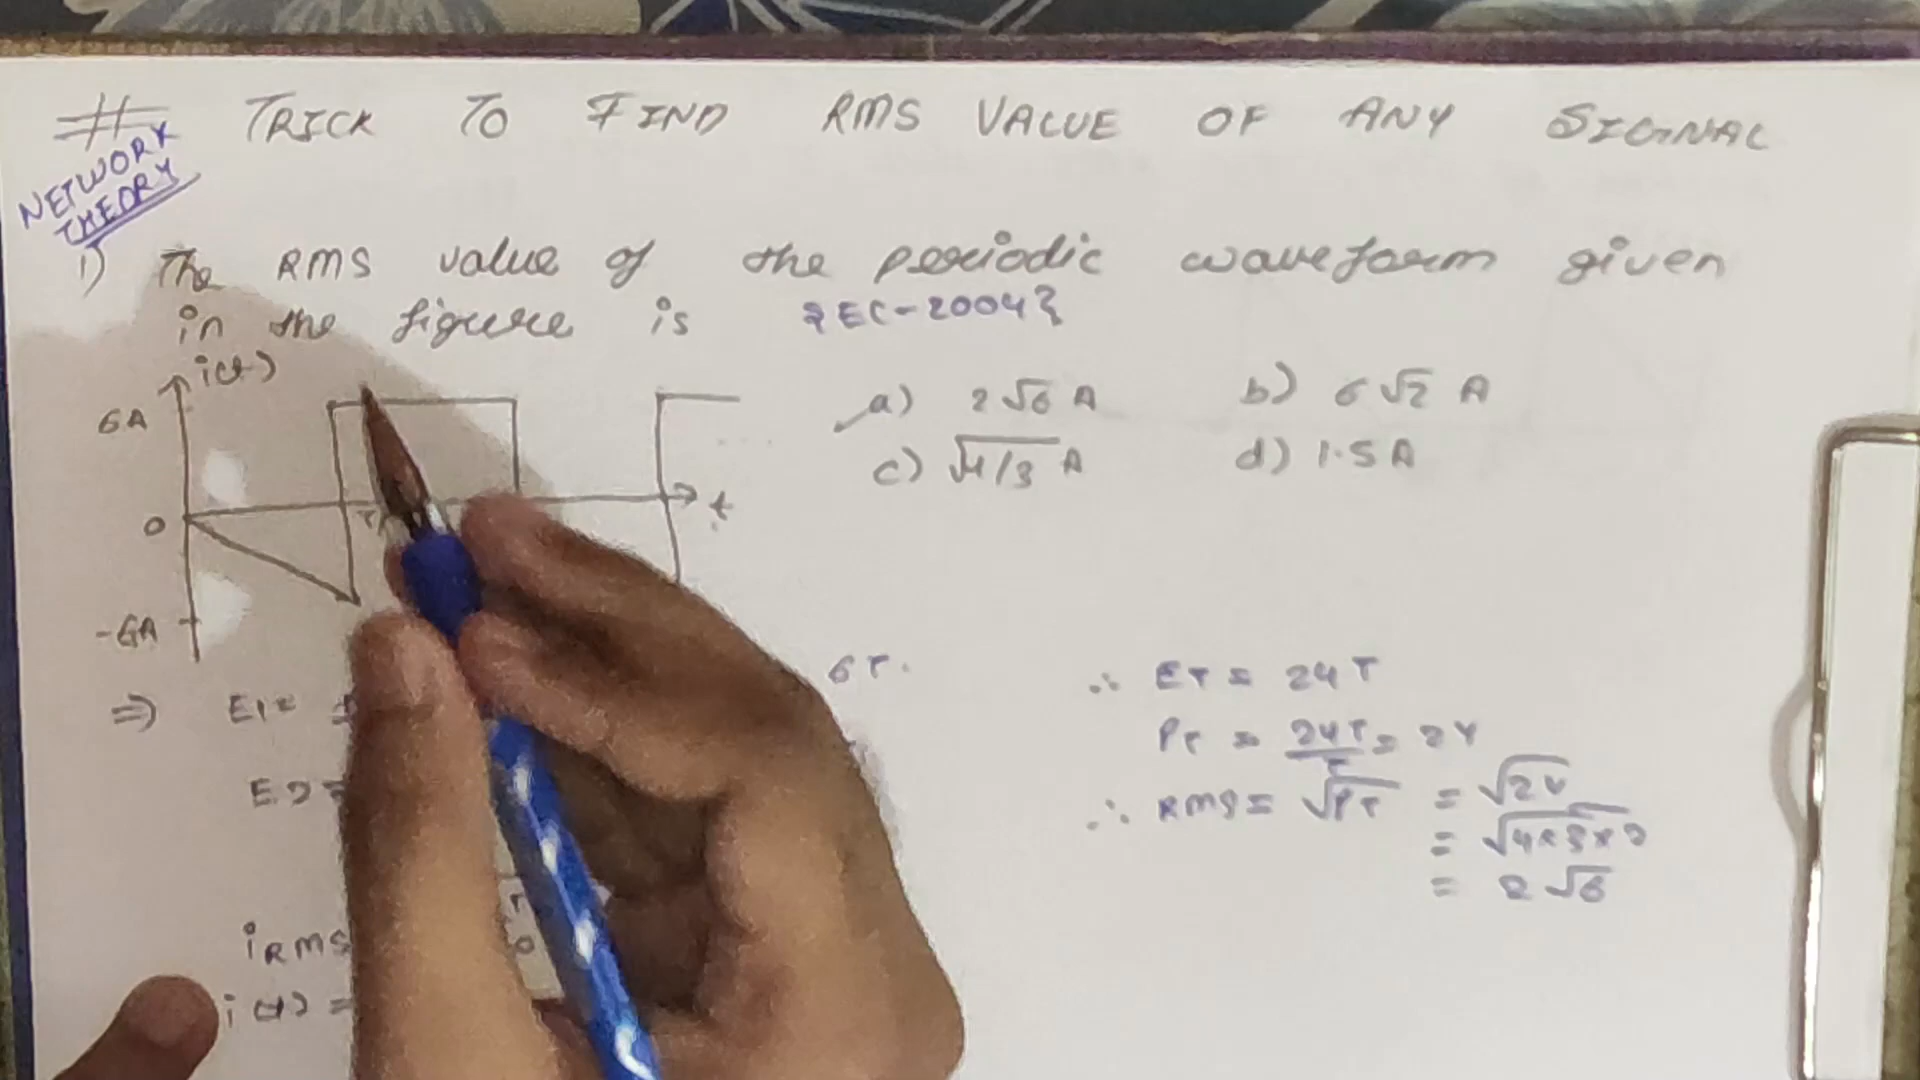 # TRICK TO FIND RMS VALUE OF ANY SIGNAL
NETWORK
THEORY
1) The RMS value of the periodic waveform given
in the figure is {EC-2004}
i(t)
6A
0
-6A
t
a) 2√6 A b) 6√2 A
c) √4/3 A d) 1.5A
⇒ E1=
6T.
E2=
iRMS
i(t) =
∴ ET = 24T
PT = 24T/T = 24
∴ RMS = √PT = √24
= √4×3×2
= 2√6